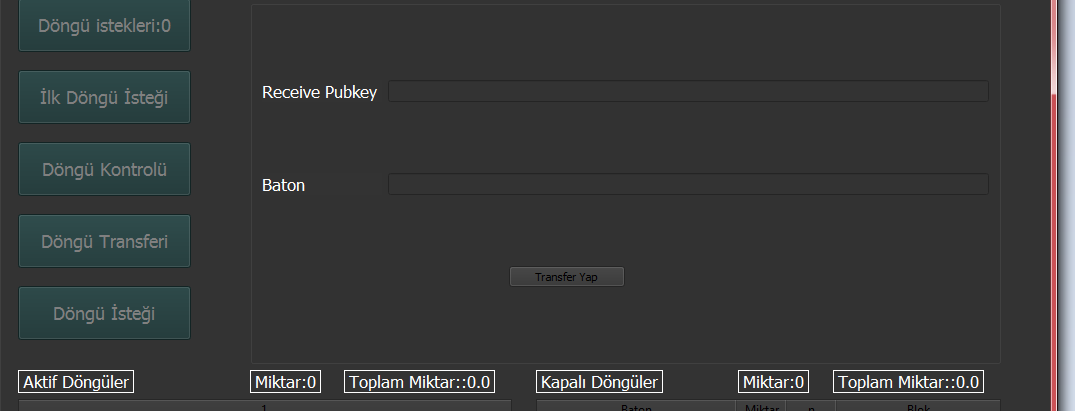 Döngü istekleri:0
İlk Döngü İsteği
Döngü Kontrolü
Döngü Transferi
Döngü İsteği
Receive Pubkey
Baton
Transfer Yap
Aktif Döngüler Miktar:0 Toplam Miktar::0.0 Kapalı Döngüler Miktar:0 Toplam Miktar::0.0
1 Baton Miktar n Blok